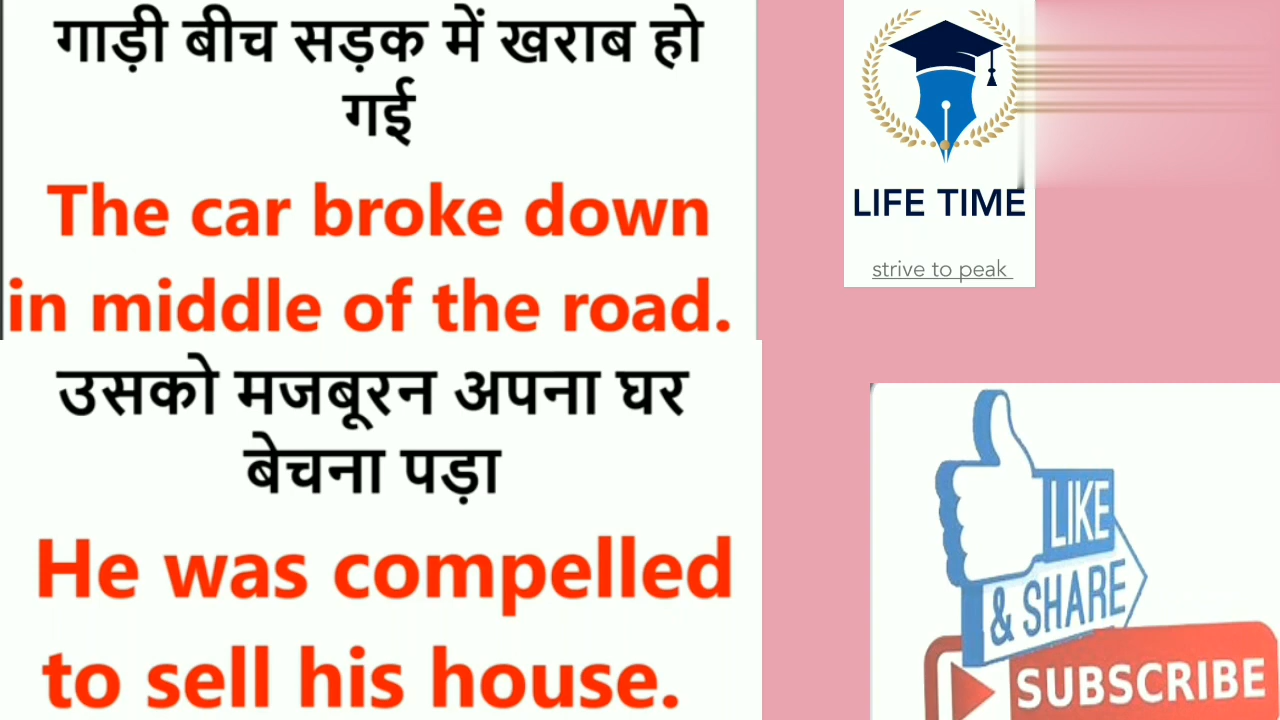 गाड़ी बीच सड़क में खराब हो
गई
The car broke down
in middle of the road.
उसको मजबूरन अपना घर
बेचना पड़ा
He was compelled
to sell his house.
LIFE TIME
strive to peak
LIKE
& SHARE
SUBSCRIBE